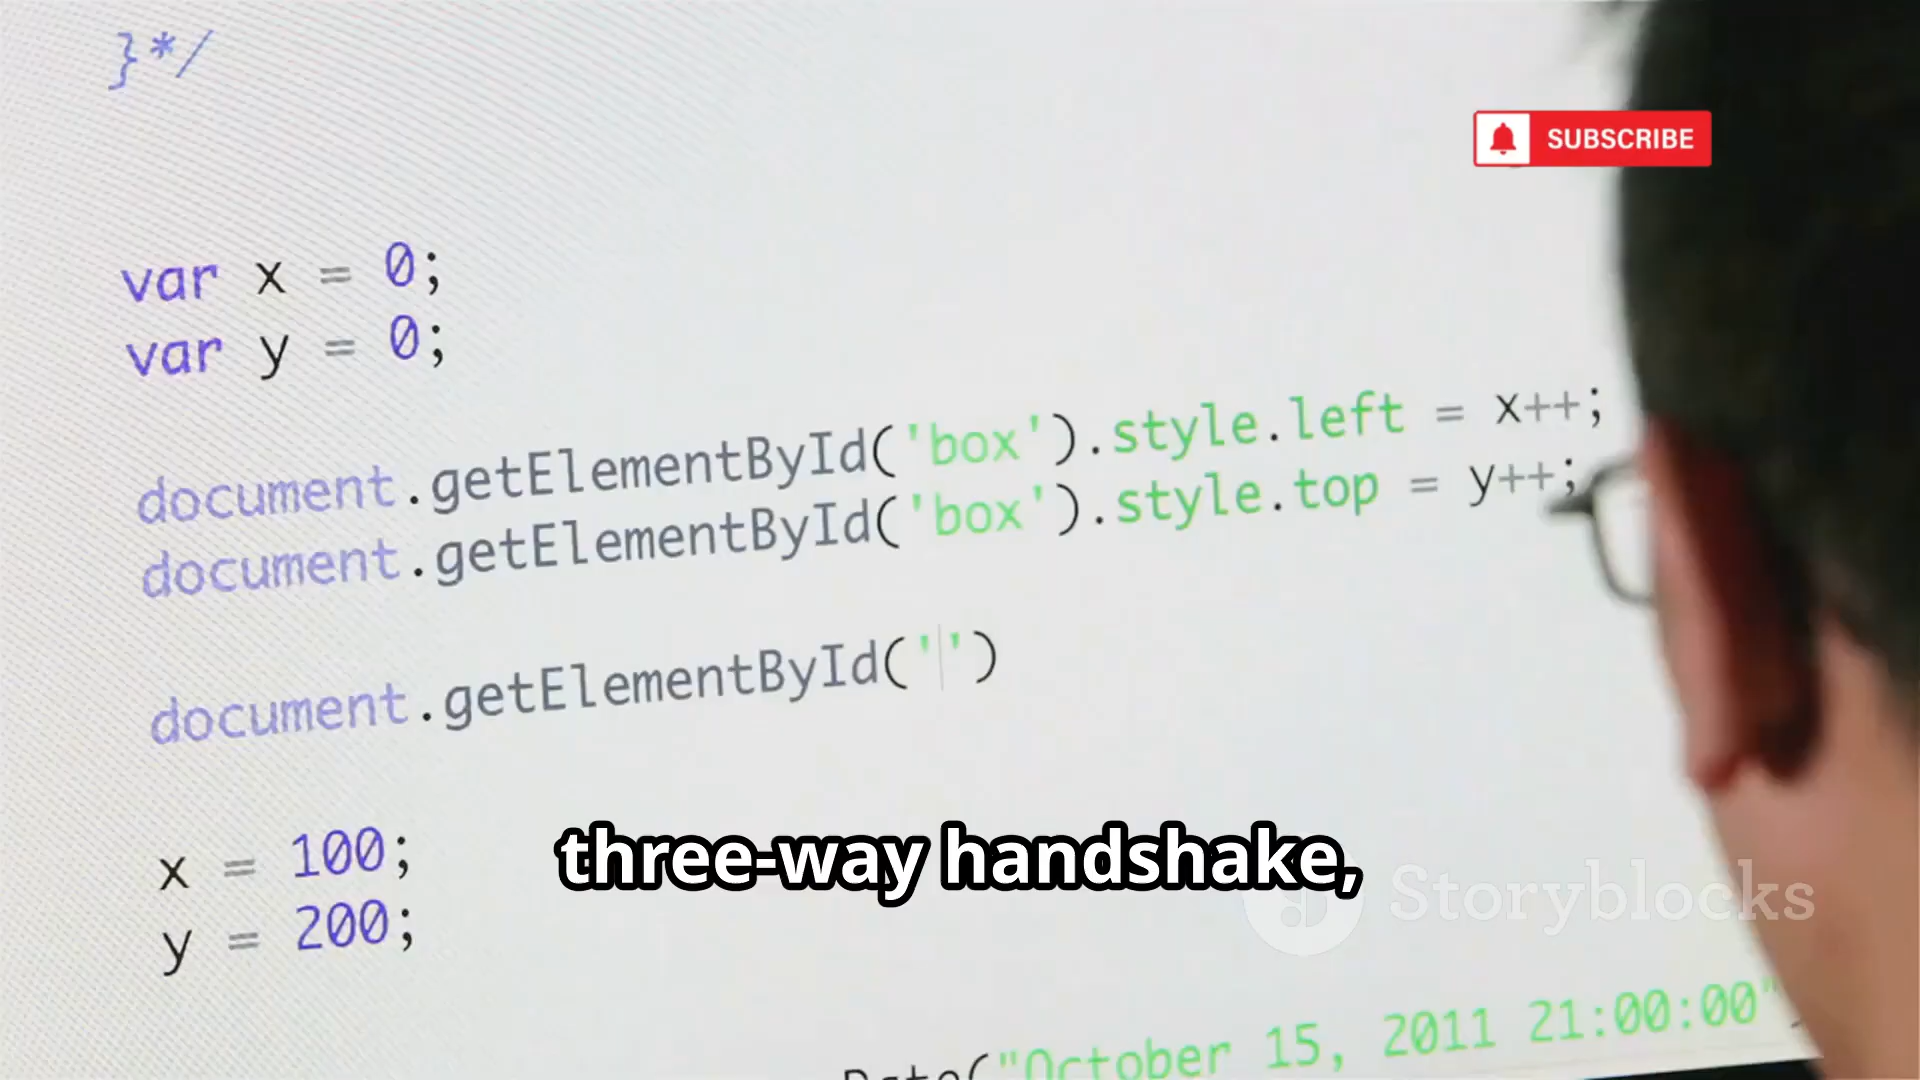 }*/
SUBSCRIBE
var x = 0;
var y = 0;
document.getElementById('box').style.left = x++;
document.getElementById('box').style.top = y++;
document.getElementById('')
three-way handshake,
x = 100;
y = 200;
Storyblocks
Date("October 15, 2011 21:00:00"